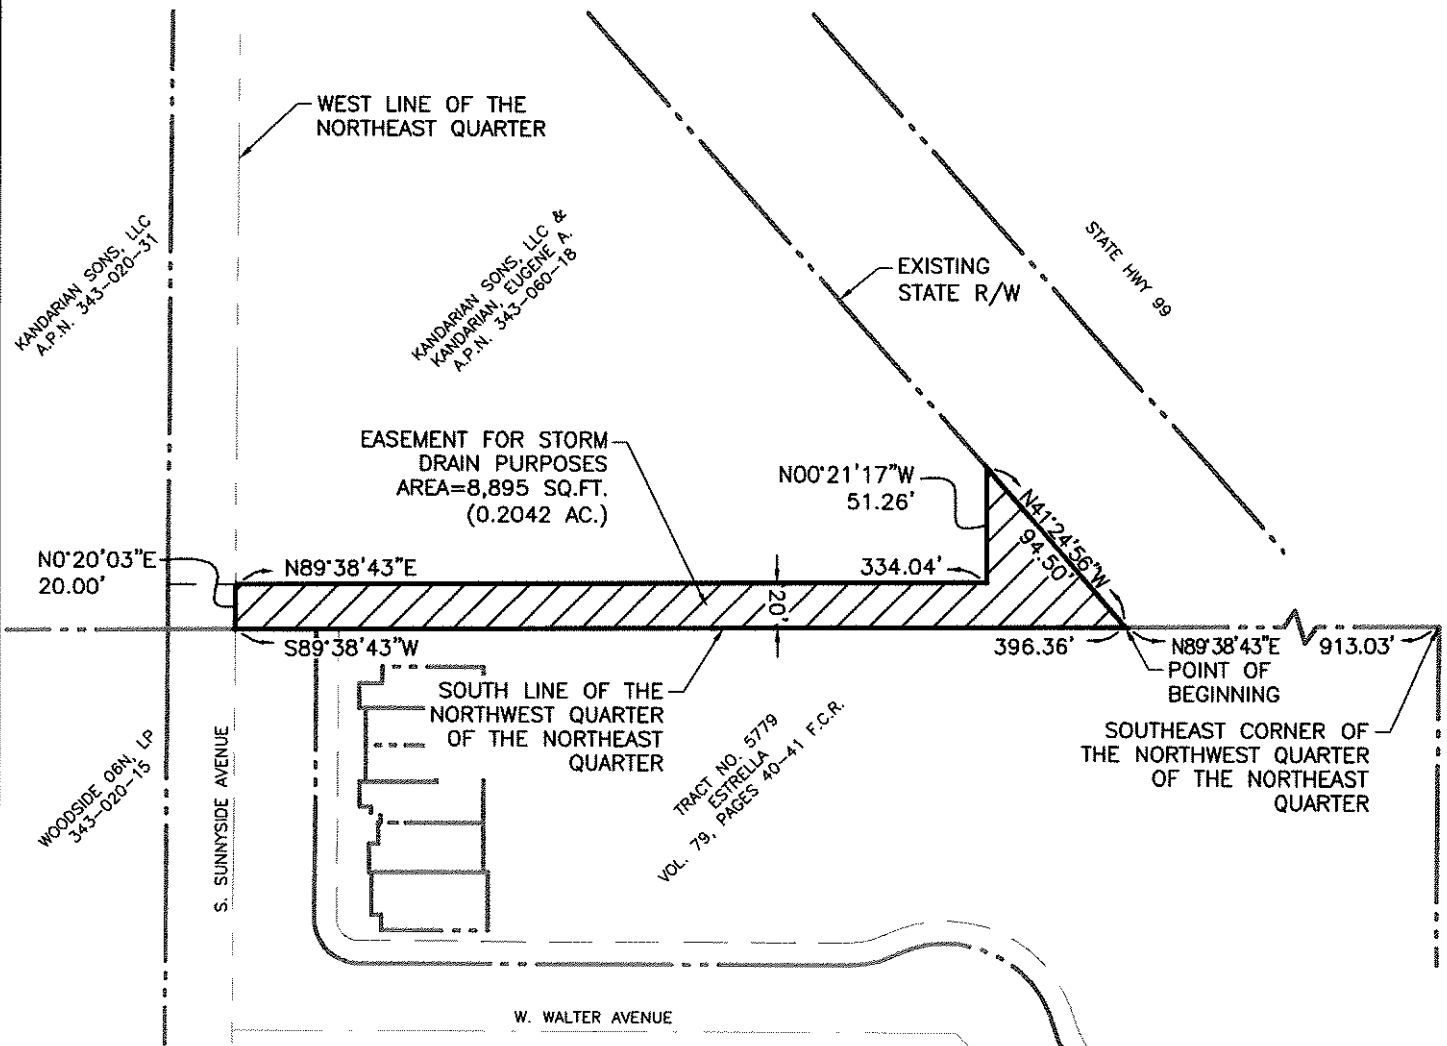 WEST LINE OF THE
NORTHEAST QUARTER
KANDARIAN SONS, LLC
A.P.N. 343-020-31
KANDARIAN SONS, LLC &
KANDARIAN, EUGENE A.
A.P.N. 343-060-18
STATE HWY 99
EXISTING
STATE R/W
EASEMENT FOR STORM
DRAIN PURPOSES
AREA=8,895 SQ.FT.
(0.2042 AC.)
N00°21'17"W
51.26'
N41°24'56"W
94.50'
N0°20'03"E
20.00'
N89°38'43"E
334.04'
20'
S89°38'43"W
396.36'
N89°38'43"E
913.03'
POINT OF
BEGINNING
SOUTH LINE OF THE
NORTHWEST QUARTER
OF THE NORTHEAST
QUARTER
SOUTHEAST CORNER OF
THE NORTHWEST QUARTER
OF THE NORTHEAST
QUARTER
TRACT NO. 5779
ESTRELLA
VOL. 79, PAGES 40-41 F.C.R.
WOODSIDE 06N, LP
343-020-15
S. SUNNYSIDE AVENUE
W. WALTER AVENUE